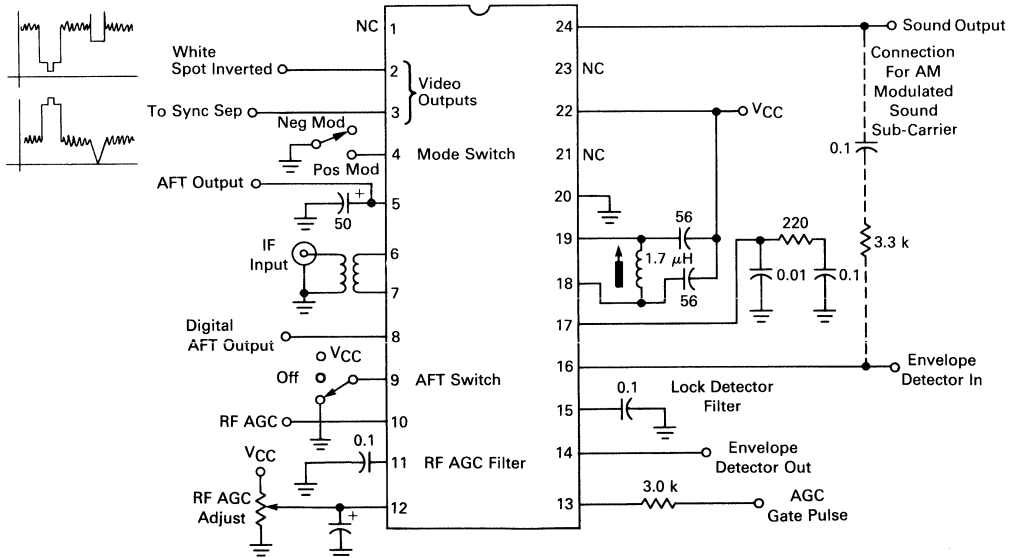 NC 1
24
Sound Output
White
Spot Inverted
2
Video
Outputs
23 NC
Connection
For AM
Modulated
Sound
Sub-Carrier
To Sync Sep
3
22
VCC
Neg Mod
Pos Mod
4 Mode Switch
21 NC
0.1
AFT Output
+
50
5
20
IF
Input
6
7
19
56
1.7 μH
56
18
220
0.01
0.1
3.3 k
17
Digital
AFT Output
8
VCC
Off
9 AFT Switch
16
Envelope
Detector In
RF AGC
10
0.1
Lock Detector
Filter
15
0.1
11 RF AGC Filter
14
Envelope
Detector Out
VCC
RF AGC
Adjust
+
12
13
3.0 k
AGC
Gate Pulse